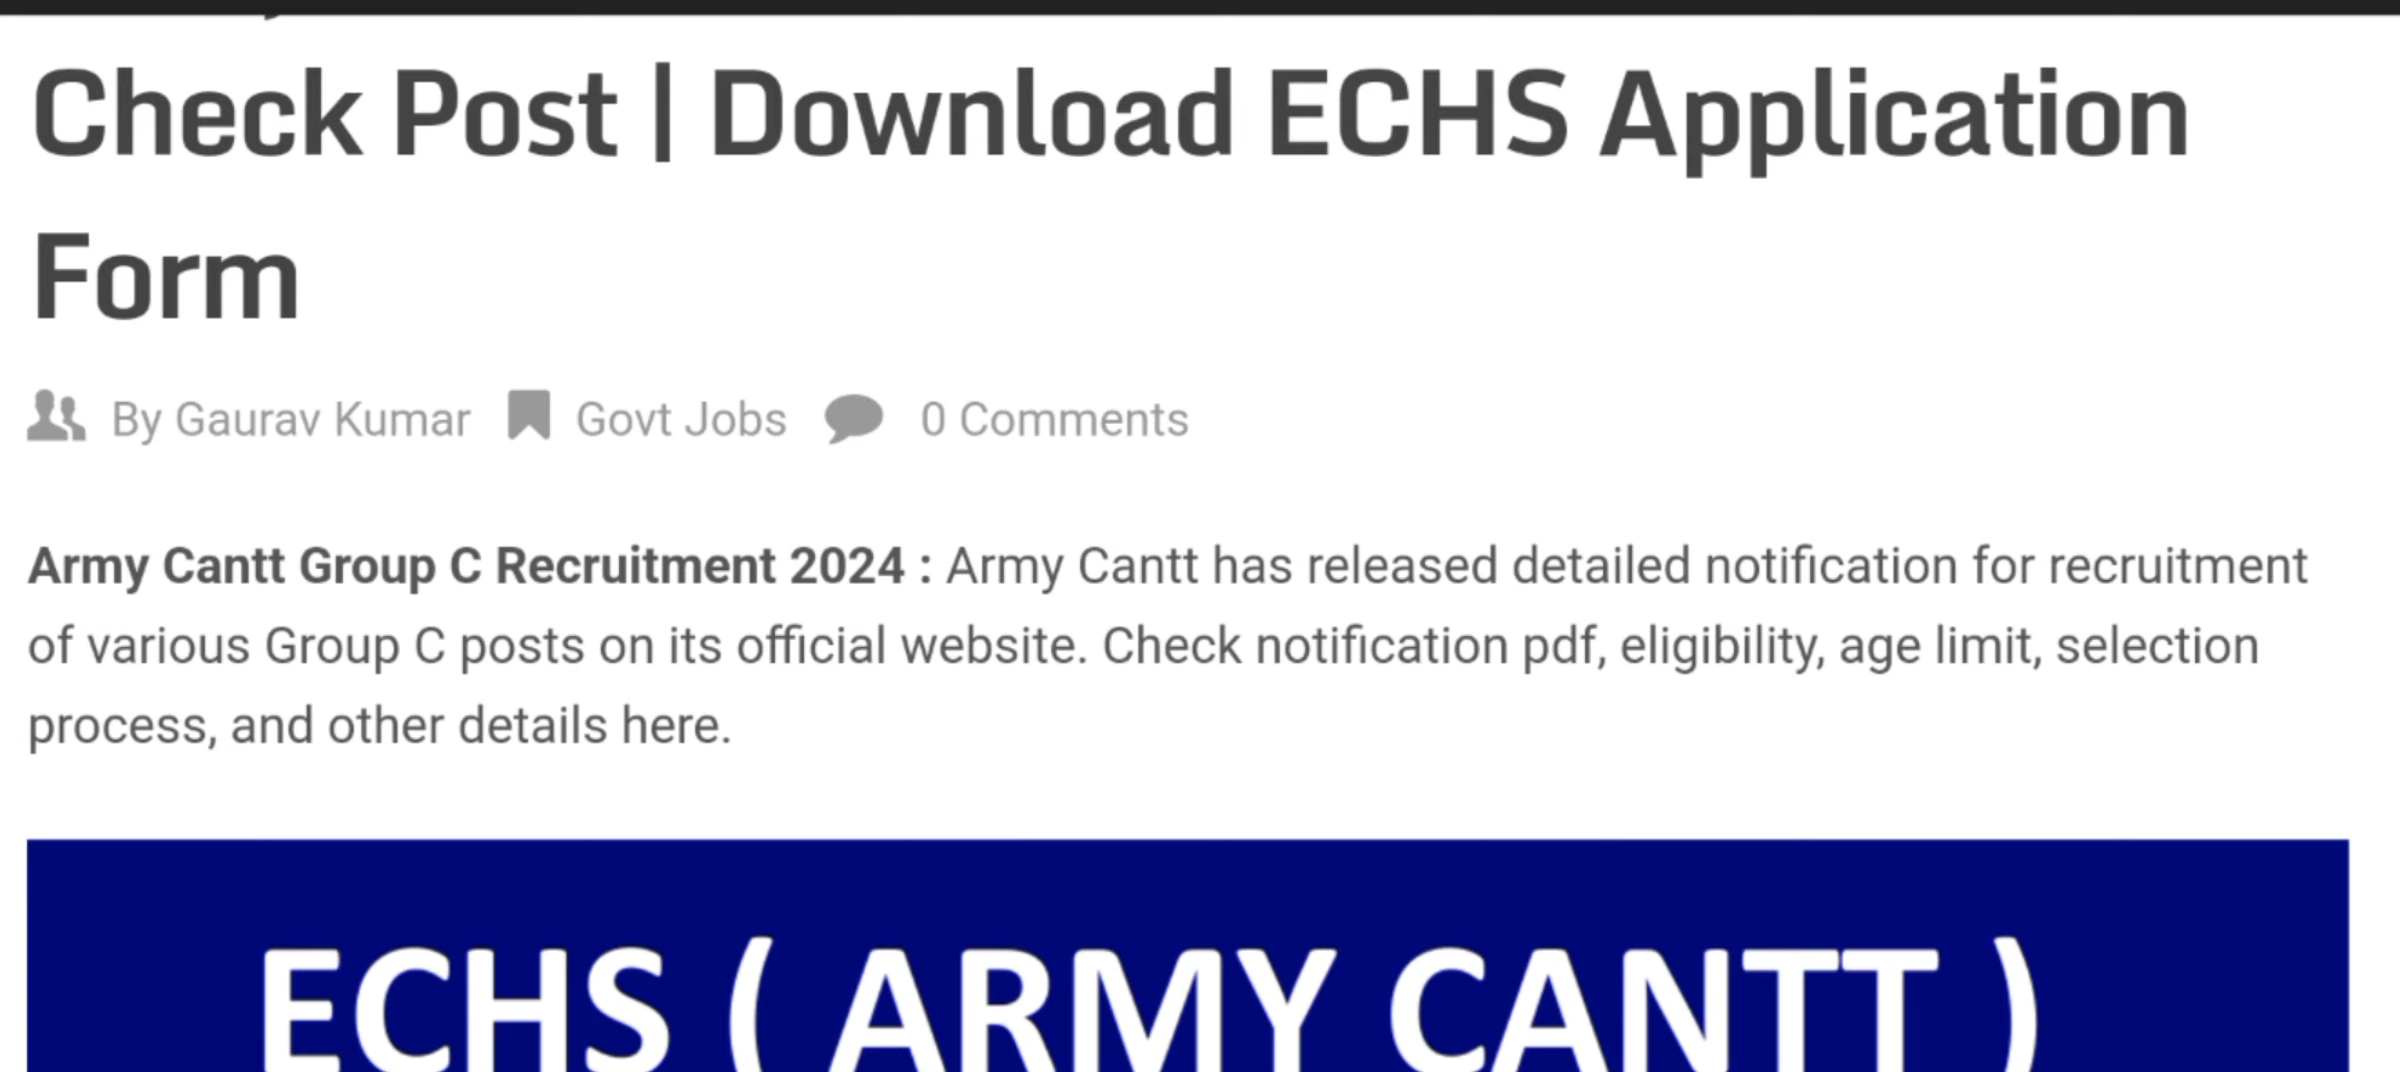 Check Post | Download ECHS Application
Form
By Gaurav Kumar Govt Jobs 0 Comments
Army Cantt Group C Recruitment 2024 : Army Cantt has released detailed notification for recruitment
of various Group C posts on its official website. Check notification pdf, eligibility, age limit, selection
process, and other details here.
ECHS ( ARMY CANTT )